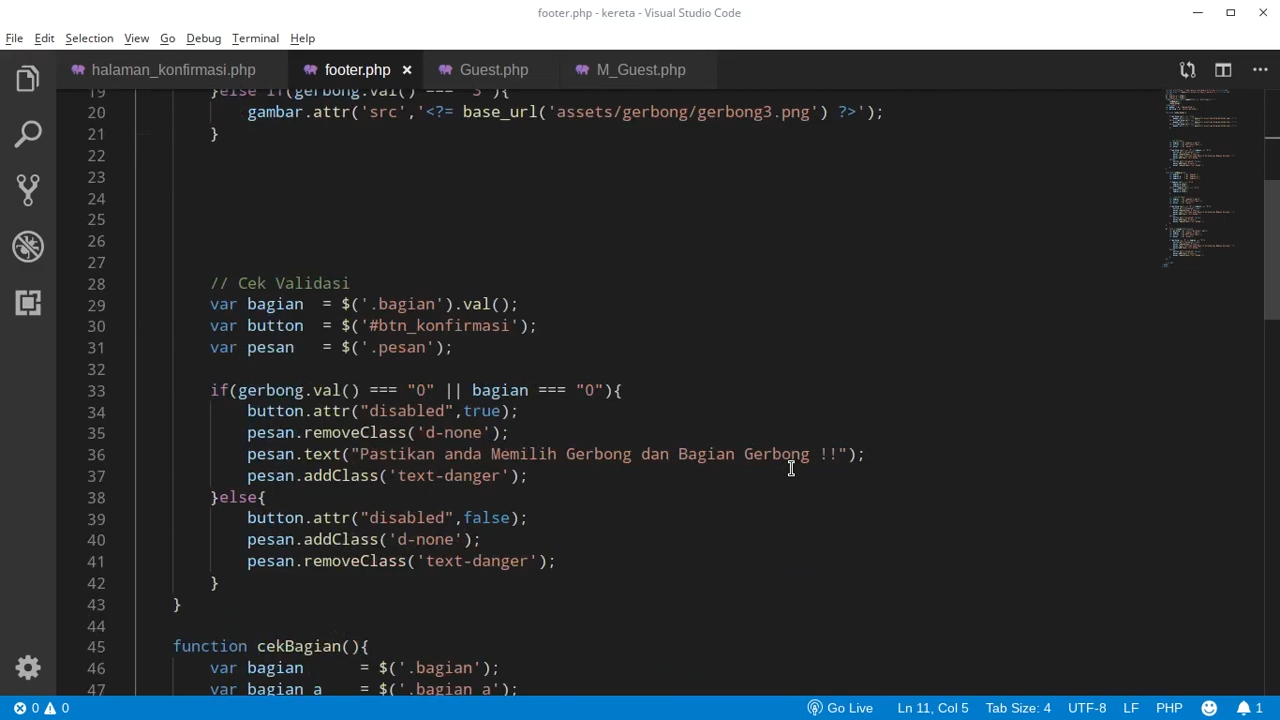 footer.php - kereta - Visual Studio Code
File Edit Selection View Go Debug Terminal Help
halaman_konfirmasi.php footer.php × Guest.php M_Guest.php
19 }else if(gerbong.val() === "3"){
20 gambar.attr('src','<?= base_url('assets/gerbong/gerbong3.png') ?>');
21 }
22
23
24
25
26
27
28 // Cek Validasi
29 var bagian = $('.bagian').val();
30 var button = $('#btn_konfirmasi');
31 var pesan = $('.pesan');
32
33 if(gerbong.val() === "0" || bagian === "0"){
34 button.attr("disabled",true);
35 pesan.removeClass('d-none');
36 pesan.text("Pastikan anda Memilih Gerbong dan Bagian Gerbong !!");
37 pesan.addClass('text-danger');
38 }else{
39 button.attr("disabled",false);
40 pesan.addClass('d-none');
41 pesan.removeClass('text-danger');
42 }
43 }
44
45 function cekBagian(){
46 var bagian = $('.bagian');
47 var bagian_a = $('.bagian_a');
0 0 Go Live Ln 11, Col 5 Tab Size: 4 UTF-8 LF PHP 1